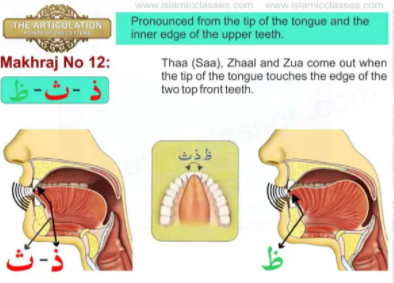 www.islamicclasses.com www.islamicclasses.com
THE ARTICULATION
POINTS OF THE LETTERS
Pronounced from the tip of the tongue and the
inner edge of the upper teeth.
Makhraj No 12:
ذ - ث - ظ
Thaa (Saa), Zhaal and Zua come out when
the tip of the tongue touches the edge of the
two top front teeth.
ظ ذ ث
ذ - ث
ظ